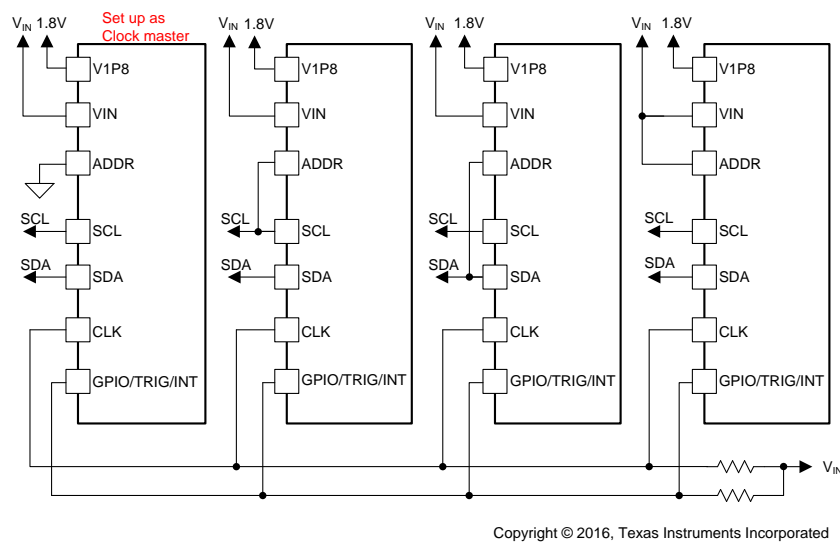 V_IN 1.8V
Set up as
Clock master
V_IN 1.8V
V_IN 1.8V
V_IN 1.8V
V1P8
V1P8
V1P8
V1P8
VIN
VIN
VIN
VIN
ADDR
ADDR
ADDR
ADDR
SCL
SCL
SCL
SCL
SCL
SCL
SCL
SCL
SDA
SDA
SDA
SDA
SDA
SDA
SDA
SDA
CLK
CLK
CLK
CLK
GPIO/TRIG/INT
GPIO/TRIG/INT
GPIO/TRIG/INT
GPIO/TRIG/INT
V_IN
Copyright © 2016, Texas Instruments Incorporated